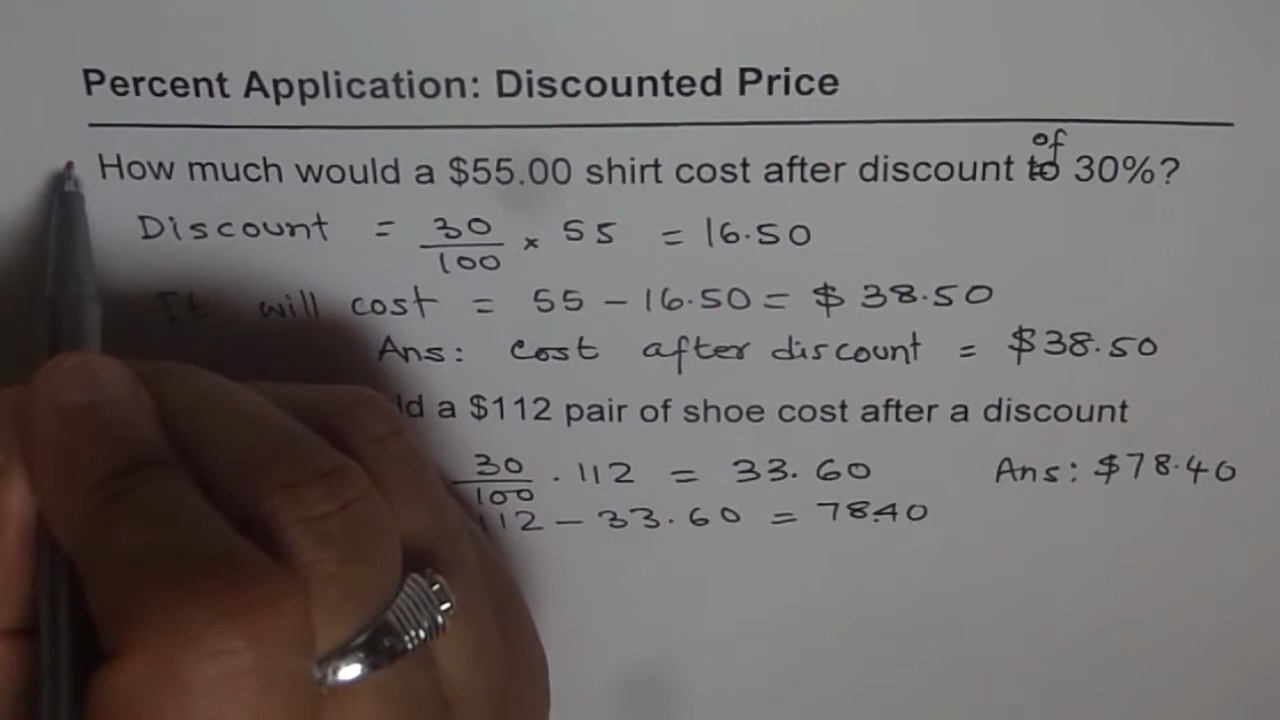 Percent Application: Discounted Price
How much would a $55.00 shirt cost after discount to of 30%?
Discount = 30/100 × 55 = 16.50
It will cost = 55 - 16.50 = $38.50
Ans: Cost after discount = $38.50
ld a $112 pair of shoe cost after a discount
30/100 . 112 = 33.60 Ans: $78.40
112 - 33.60 = 78.40